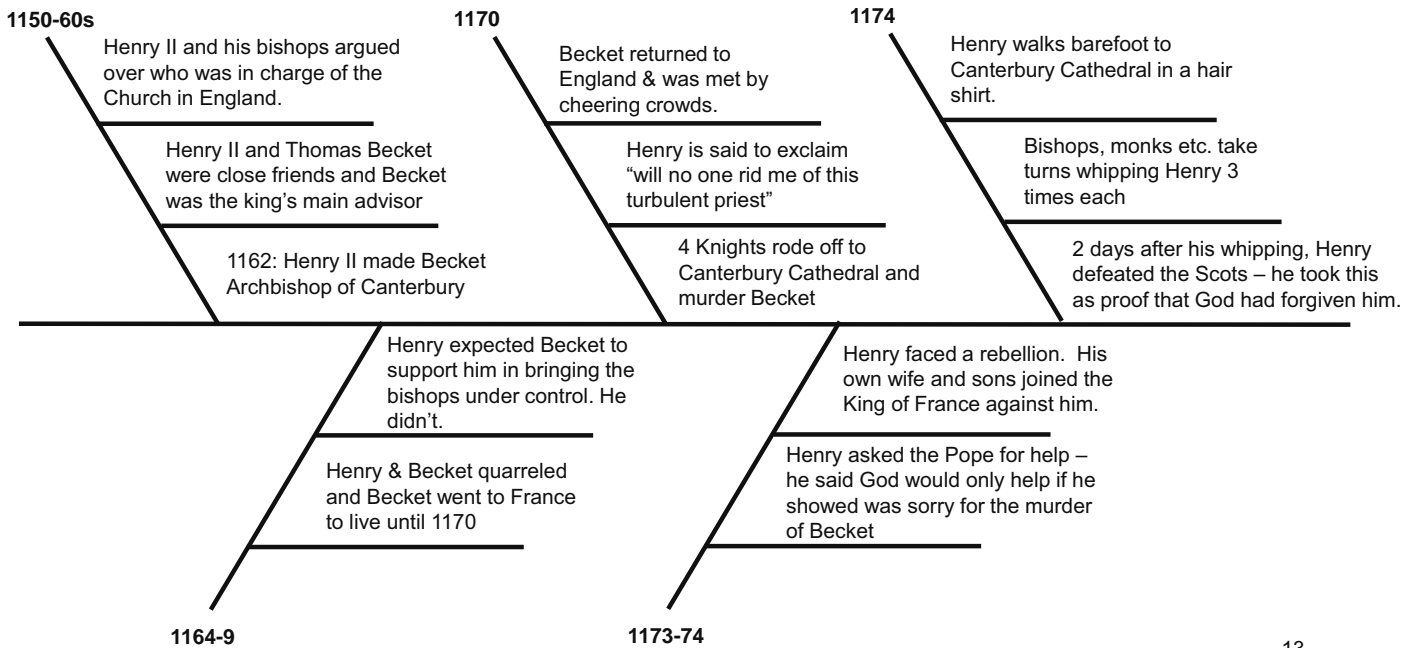 1150-60s
Henry II and his bishops argued
over who was in charge of the
Church in England.
Henry II and Thomas Becket
were close friends and Becket
was the king's main advisor
1162: Henry II made Becket
Archbishop of Canterbury
Henry expected Becket to
support him in bringing the
bishops under control. He
didn't.
Henry & Becket quarreled
and Becket went to France
to live until 1170
1164-9
1170
Becket returned to
England & was met by
cheering crowds.
Henry is said to exclaim
“will no one rid me of this
turbulent priest”
4 Knights rode off to
Canterbury Cathedral and
murder Becket
Henry faced a rebellion. His
own wife and sons joined the
King of France against him.
Henry asked the Pope for help –
he said God would only help if he
showed was sorry for the murder
of Becket
1173-74
1174
Henry walks barefoot to
Canterbury Cathedral in a hair
shirt.
Bishops, monks etc. take
turns whipping Henry 3
times each
2 days after his whipping, Henry
defeated the Scots – he took this
as proof that God had forgiven him.
13